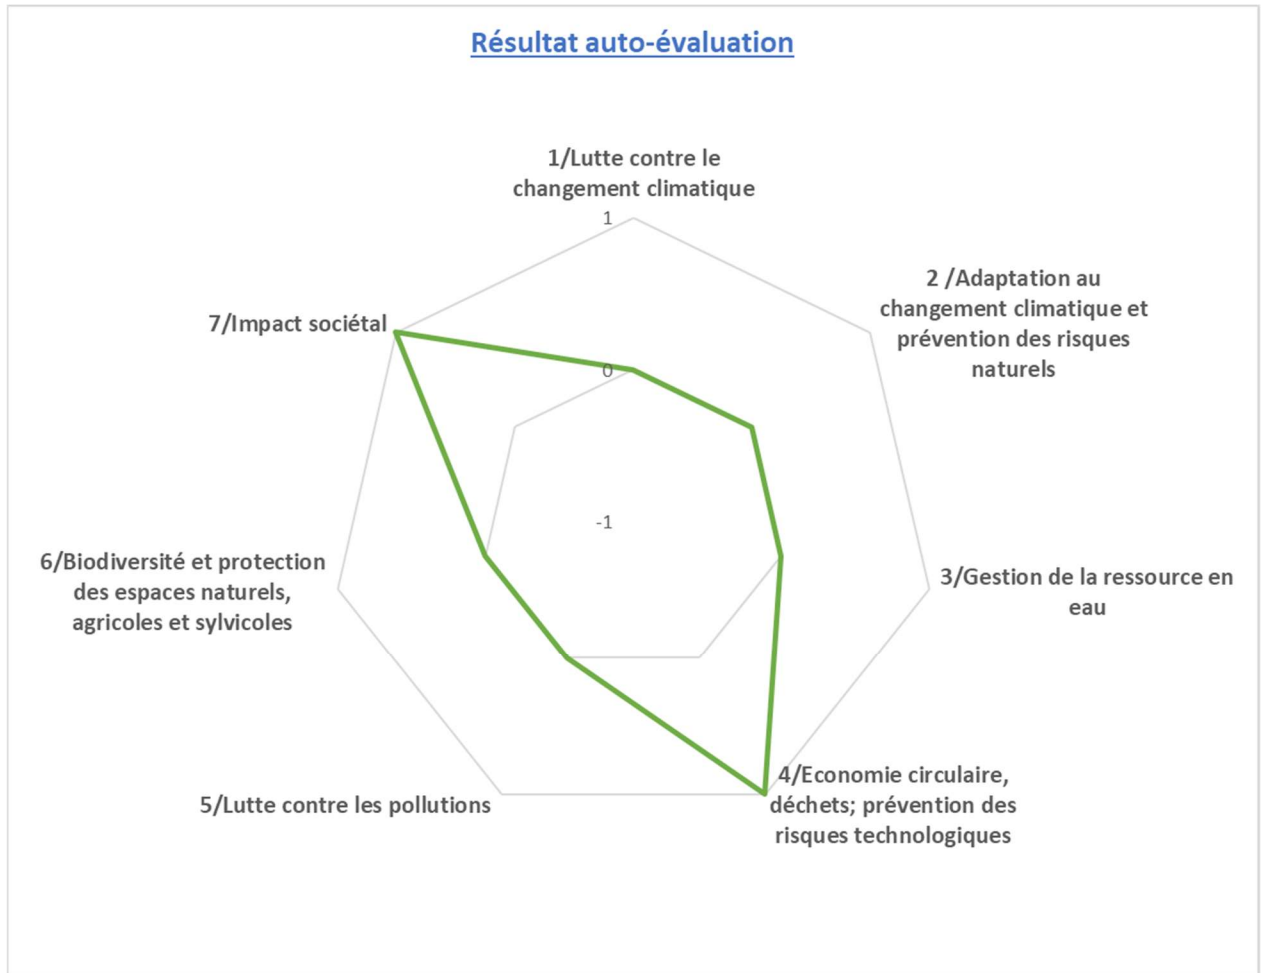 Résultat auto-évaluation
1/Lutte contre le
changement climatique
1
2 /Adaptation au
changement climatique et
prévention des risques
naturels
7/Impact sociétal
0
-1
6/Biodiversité et protection
des espaces naturels,
agricoles et sylvicoles
3/Gestion de la ressource en
eau
4/Economie circulaire,
déchets; prévention des
risques technologiques
5/Lutte contre les pollutions